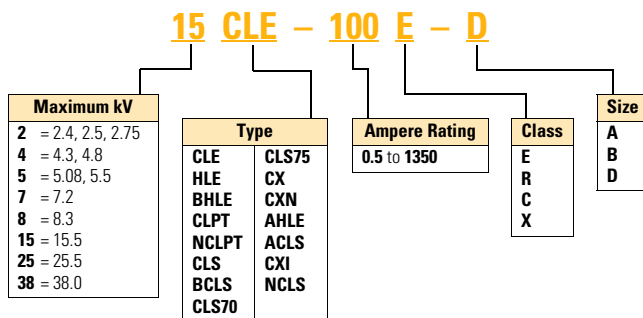 15 CLE – 100 E – D
Maximum kV
2 = 2.4, 2.5, 2.75
4 = 4.3, 4.8
5 = 5.08, 5.5
7 = 7.2
8 = 8.3
15 = 15.5
25 = 25.5
38 = 38.0
Type
CLE CLS75
HLE CX
BHLE CXN
CLPT AHLE
NCLPT ACLS
CLS CXI
BCLS NCLS
CLS70
Ampere Rating
0.5 to 1350
Class
E
R
C
X
Size
A
B
D